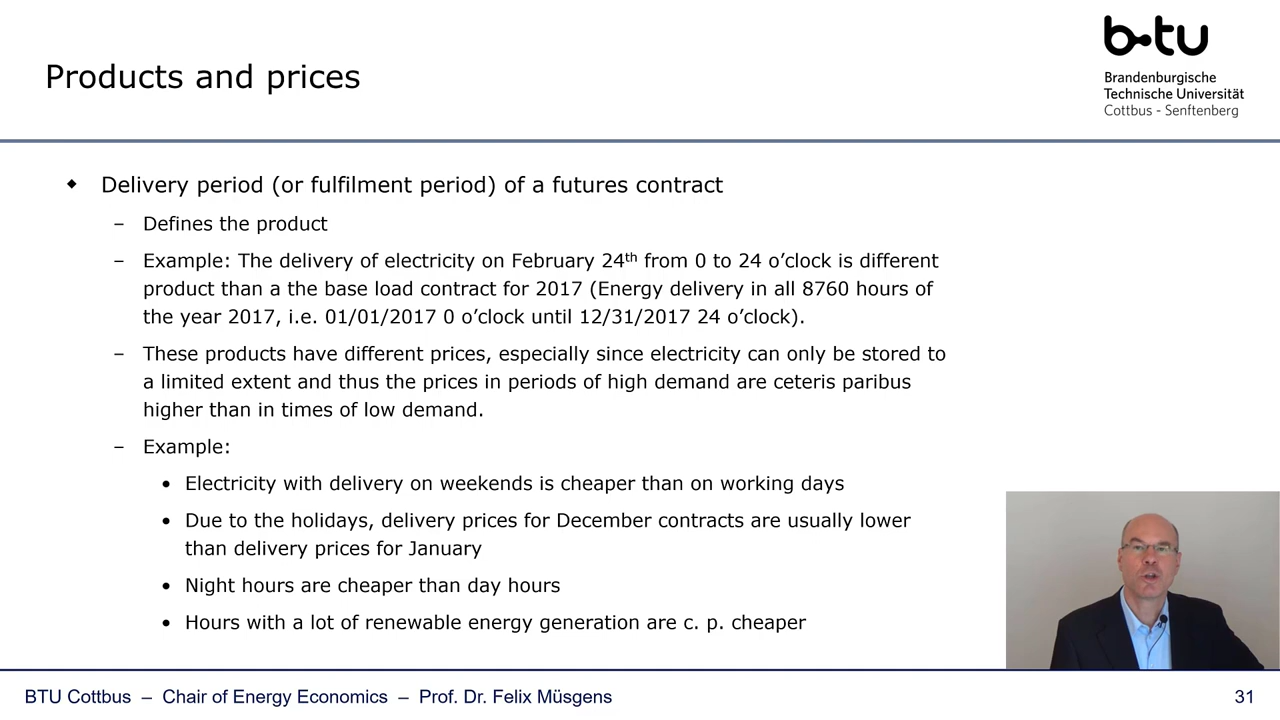 b-tu
Brandenburgische
Technische Universität
Cottbus - Senftenberg
Products and prices
Delivery period (or fulfilment period) of a futures contract
– Defines the product
– Example: The delivery of electricity on February 24th from 0 to 24 o’clock is different
product than a the base load contract for 2017 (Energy delivery in all 8760 hours of
the year 2017, i.e. 01/01/2017 0 o’clock until 12/31/2017 24 o’clock).
– These products have different prices, especially since electricity can only be stored to
a limited extent and thus the prices in periods of high demand are ceteris paribus
higher than in times of low demand.
– Example:
• Electricity with delivery on weekends is cheaper than on working days
• Due to the holidays, delivery prices for December contracts are usually lower
than delivery prices for January
• Night hours are cheaper than day hours
• Hours with a lot of renewable energy generation are c. p. cheaper
BTU Cottbus – Chair of Energy Economics – Prof. Dr. Felix Müsgens
31